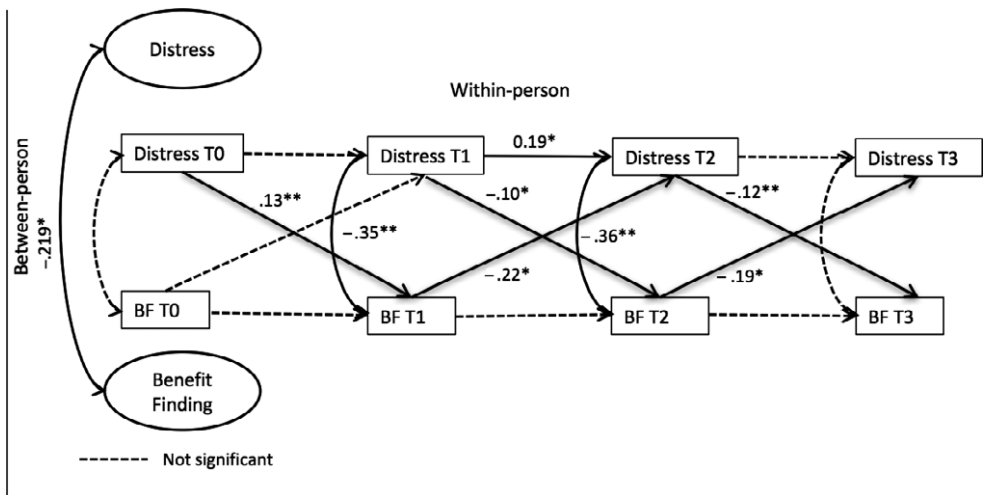 Distress
Within-person
Between-person
−.219*
Distress T0
Distress T1
0.19*
Distress T2
Distress T3
.13**
−.10*
−.12**
−.35**
−.36**
−.22*
− .19*
BF T0
BF T1
BF T2
BF T3
Benefit
Finding
Not significant